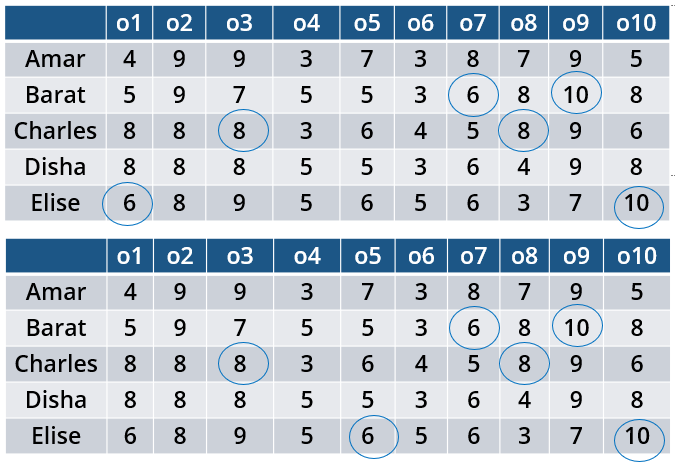 o1 o2 o3 o4 o5 o6 o7 o8 o9 o10
Amar 4 9 9 3 7 3 8 7 9 5
Barat 5 9 7 5 5 3 6 8 10 8
Charles 8 8 8 3 6 4 5 8 9 6
Disha 8 8 8 5 5 3 6 4 9 8
Elise 6 8 9 5 6 5 6 3 7 10
o1 o2 o3 o4 o5 o6 o7 o8 o9 o10
Amar 4 9 9 3 7 3 8 7 9 5
Barat 5 9 7 5 5 3 6 8 10 8
Charles 8 8 8 3 6 4 5 8 9 6
Disha 8 8 8 5 5 3 6 4 9 8
Elise 6 8 9 5 6 5 6 3 7 10